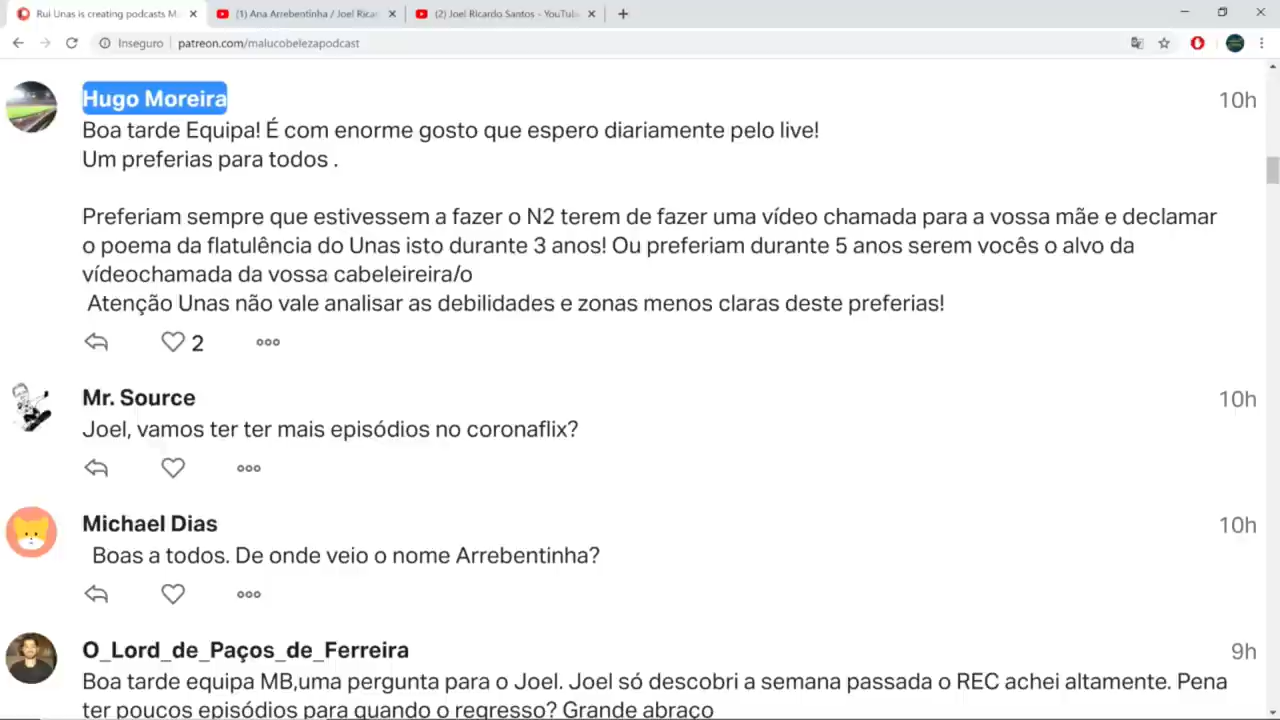 Rui Unas is creating podcasts M
(1) Ana Arrebentinha / Joel Ricar
(2) Joel Ricardo Santos - YouTube
Inseguro | patreon.com/malucobelezapodcast
Hugo Moreira
10h
Boa tarde Equipa! É com enorme gosto que espero diariamente pelo live!
Um preferias para todos .
Preferiam sempre que estivessem a fazer o N2 terem de fazer uma vídeo chamada para a vossa mãe e declamar
o poema da flatulência do Unas isto durante 3 anos! Ou preferiam durante 5 anos serem vocês o alvo da
vídeochamada da vossa cabeleireira/o
Atenção Unas não vale analisar as debilidades e zonas menos claras deste preferias!
2
Mr. Source
10h
Joel, vamos ter ter mais episódios no coronaflix?
Michael Dias
10h
Boas a todos. De onde veio o nome Arrebentinha?
O_Lord_de_Paços_de_Ferreira
9h
Boa tarde equipa MB,uma pergunta para o Joel. Joel só descobri a semana passada o REC achei altamente. Pena
ter poucos episódios para quando o regresso? Grande abraço